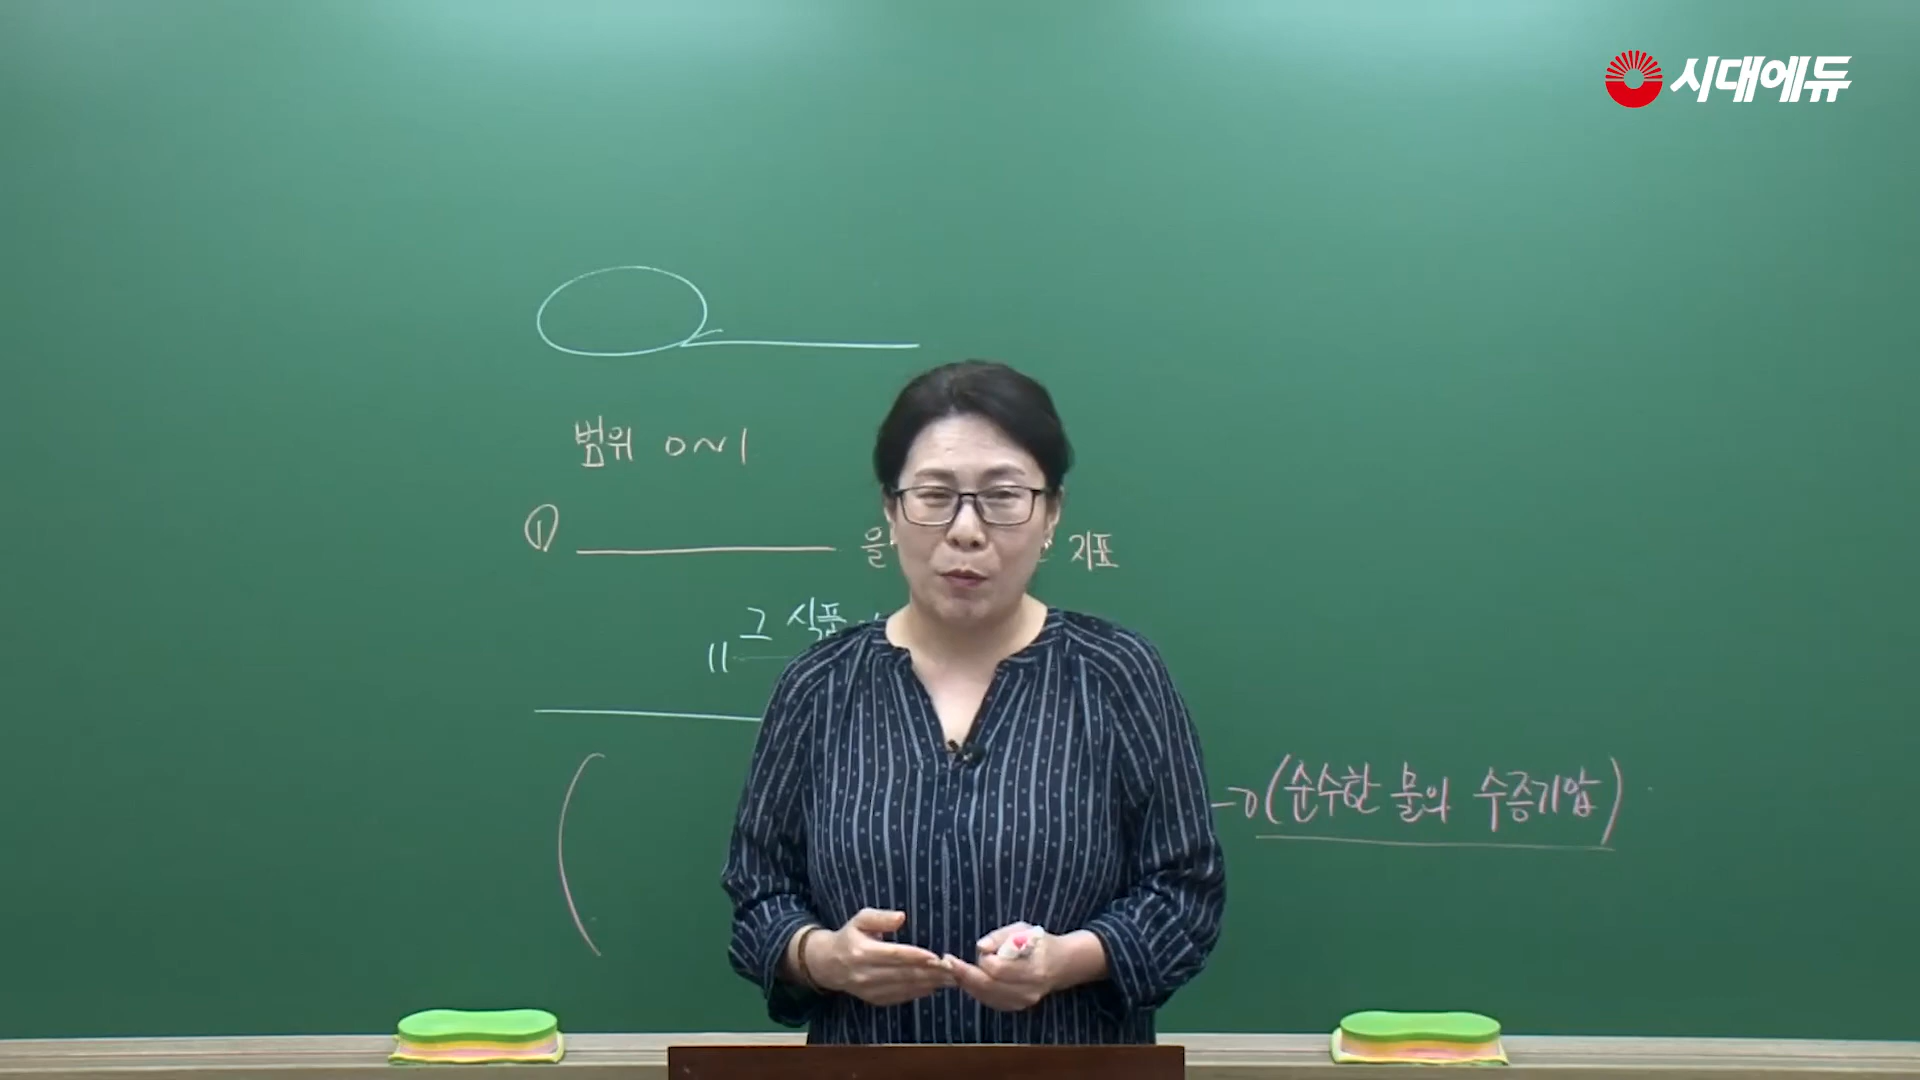 시대에듀
범위 0~1
① 을 지표
그 식품
순수한 물의 수증기압